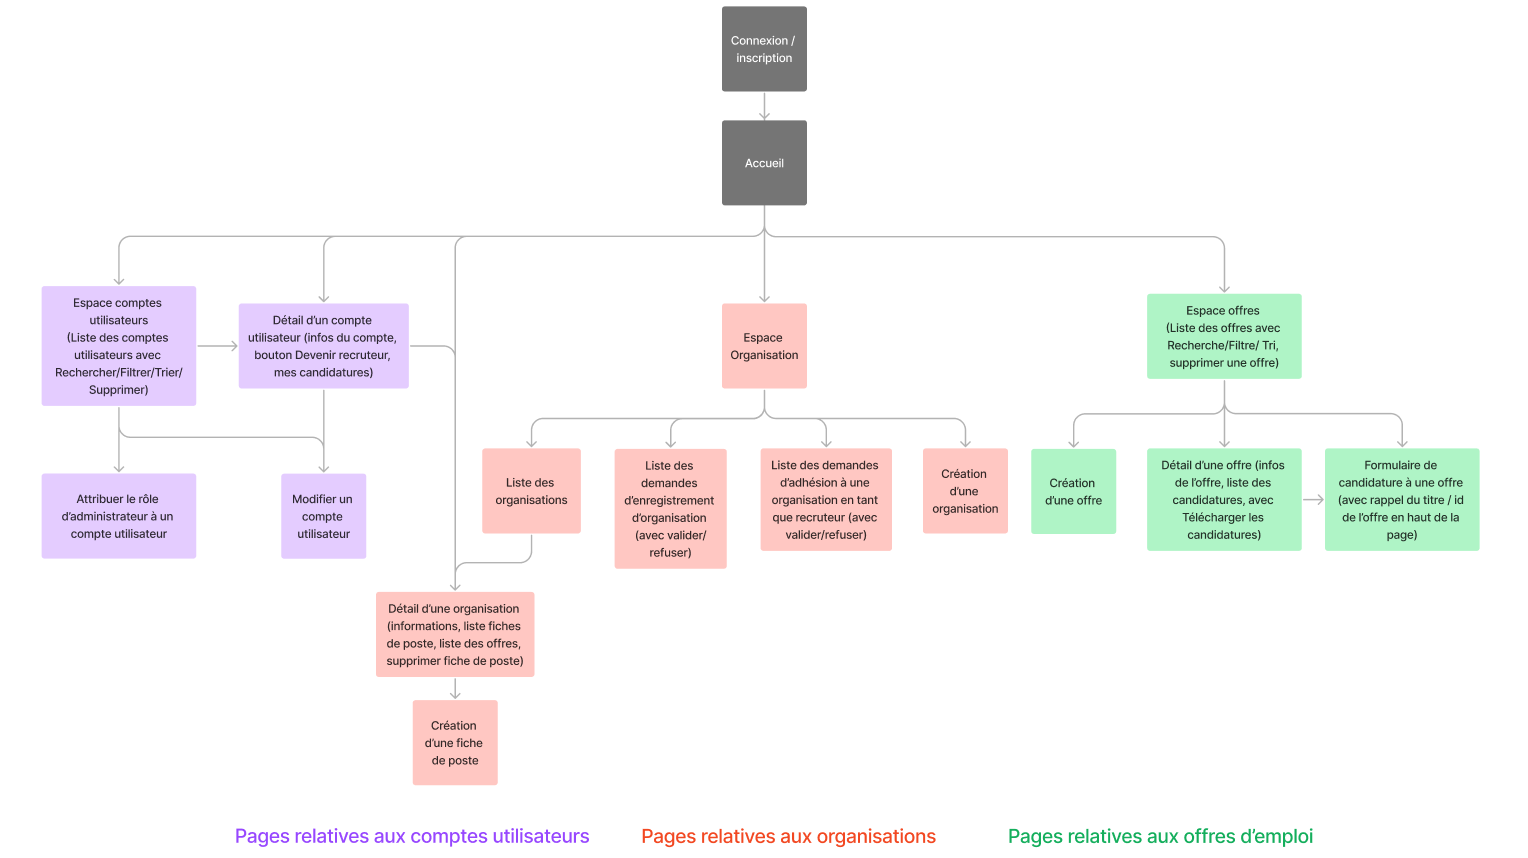 Connexion /
inscription
Accueil
Espace comptes
utilisateurs
(Liste des comptes
utilisateurs avec
Rechercher/Filtrer/Trier/
Supprimer)
Détail d'un compte
utilisateur (infos du compte,
bouton Devenir recruteur,
mes candidatures)
Espace
Organisation
Espace offres
(Liste des offres avec
Recherche/Filtre/ Tri,
supprimer une offre)
Attribuer le rôle
d'administrateur à un
compte utilisateur
Modifier un
compte
utilisateur
Liste des
organisations
Liste des
demandes
d'enregistrement
d'organisation
(avec valider/
refuser)
Liste des demandes
d'adhésion à une
organisation en tant
que recruteur (avec
valider/refuser)
Création
d'une
organisation
Création
d'une offre
Détail d'une offre (infos
de l'offre, liste des
candidatures, avec
Télécharger les
candidatures)
Formulaire de
candidature à une offre
(avec rappel du titre / id
de l'offre en haut de la
page)
Détail d'une organisation
(informations, liste fiches
de poste, liste des offres,
supprimer fiche de poste)
Création
d'une fiche
de poste
Pages relatives aux comptes utilisateurs
Pages relatives aux organisations
Pages relatives aux offres d'emploi